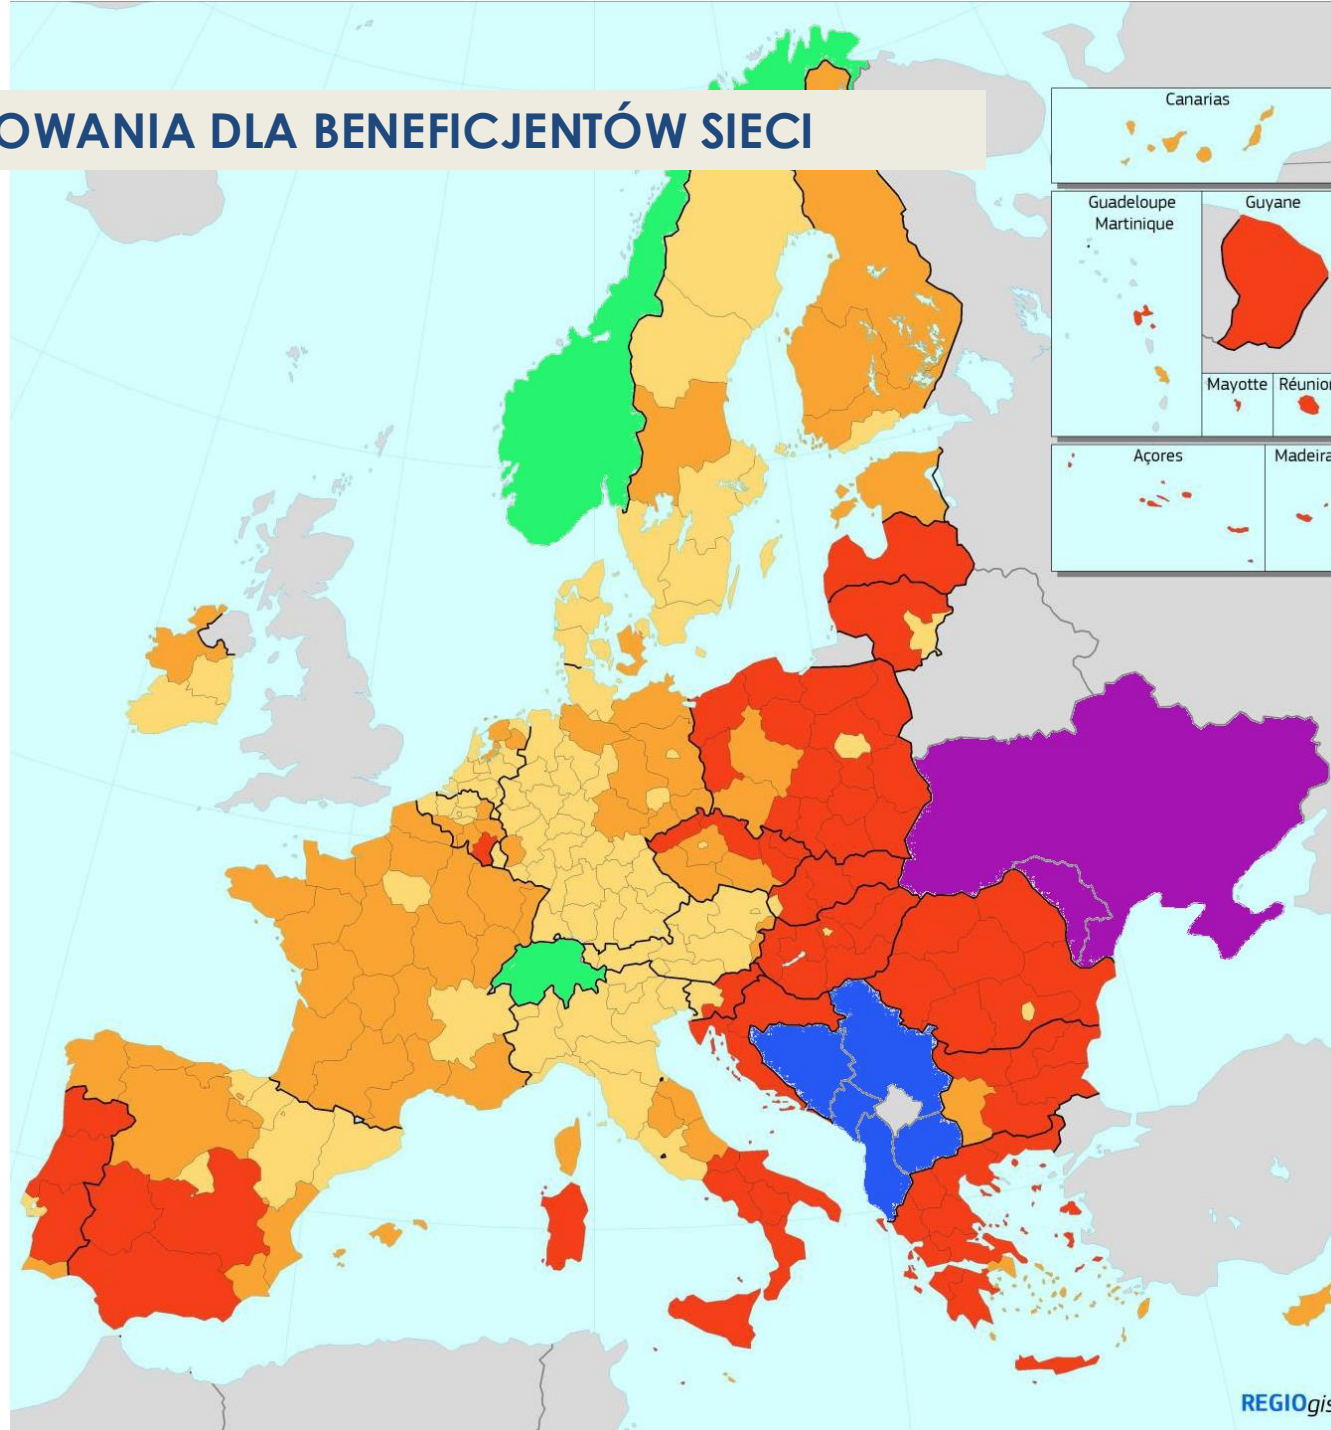 OWANIA DLA BENEFICJENTÓW SIECI
Canarias
Guadeloupe
Martinique
Guyane
Mayotte
Réunion
Açores
Madeira
REGIOgis